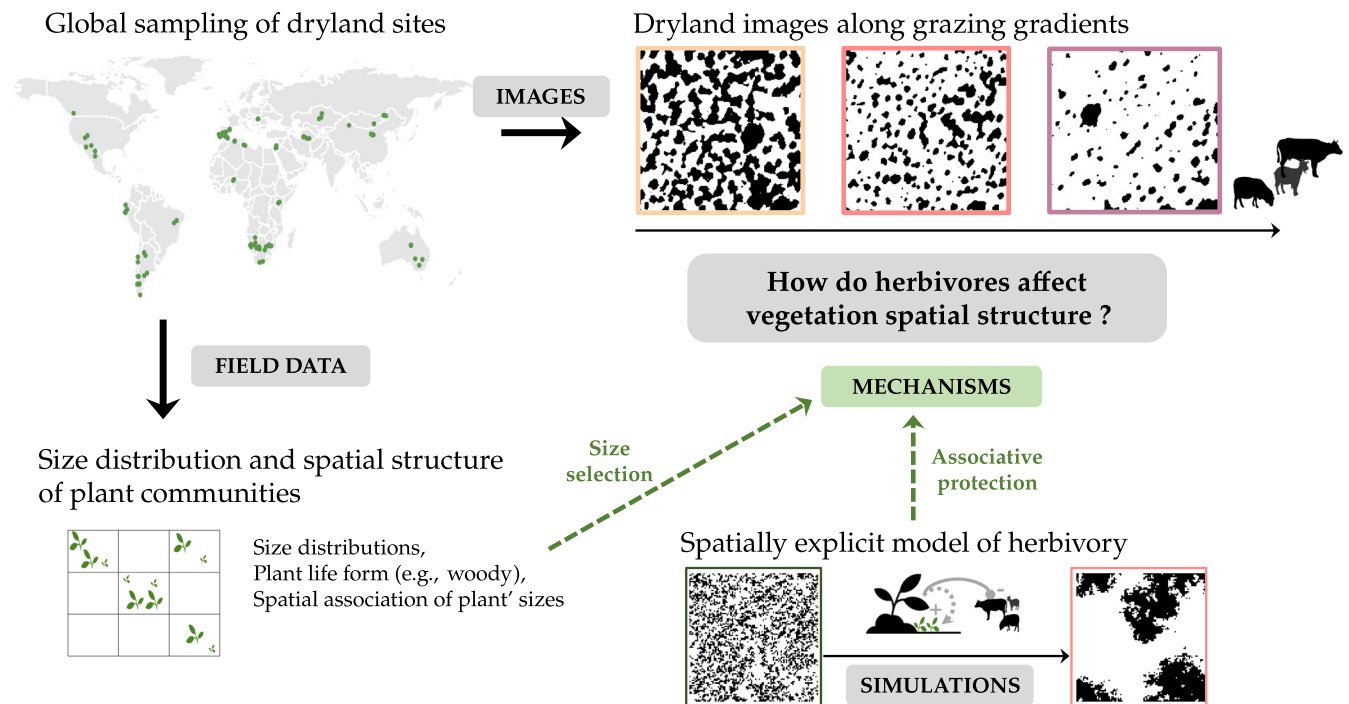 Global sampling of dryland sites
IMAGES
Dryland images along grazing gradients
How do herbivores affect
vegetation spatial structure ?
FIELD DATA
MECHANISMS
Size distribution and spatial structure
of plant communities
Size
selection
Associative
protection
Size distributions,
Plant life form (e.g., woody),
Spatial association of plant' sizes
Spatially explicit model of herbivory
+
-
SIMULATIONS